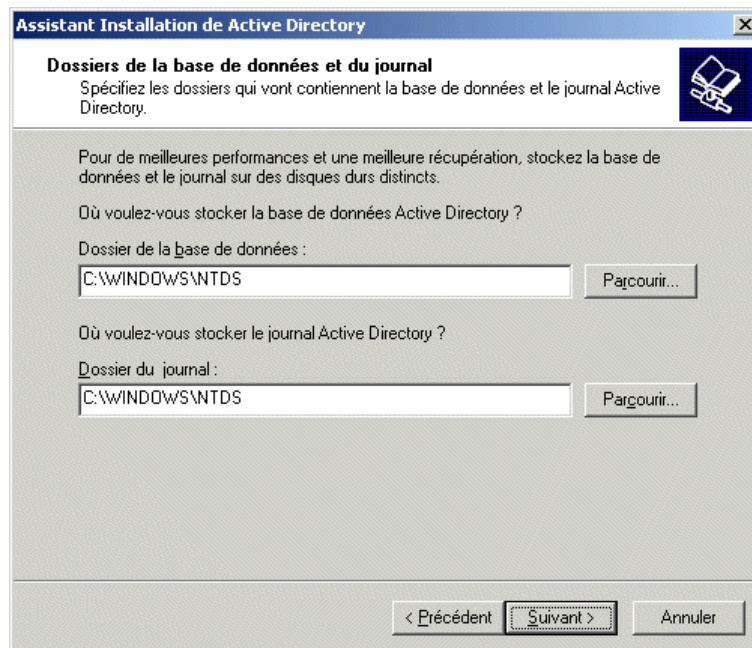 Assistant Installation de Active Directory
Dossiers de la base de données et du journal
Spécifiez les dossiers qui vont contiennent la base de données et le journal Active
Directory.
Pour de meilleures performances et une meilleure récupération, stockez la base de
données et le journal sur des disques durs distincts.
Où voulez-vous stocker la base de données Active Directory ?
Dossier de la base de données :
C:\WINDOWS\NTDS
Parcourir...
Où voulez-vous stocker le journal Active Directory ?
Dossier du journal :
C:\WINDOWS\NTDS
Parcourir...
< Précédent
Suivant >
Annuler